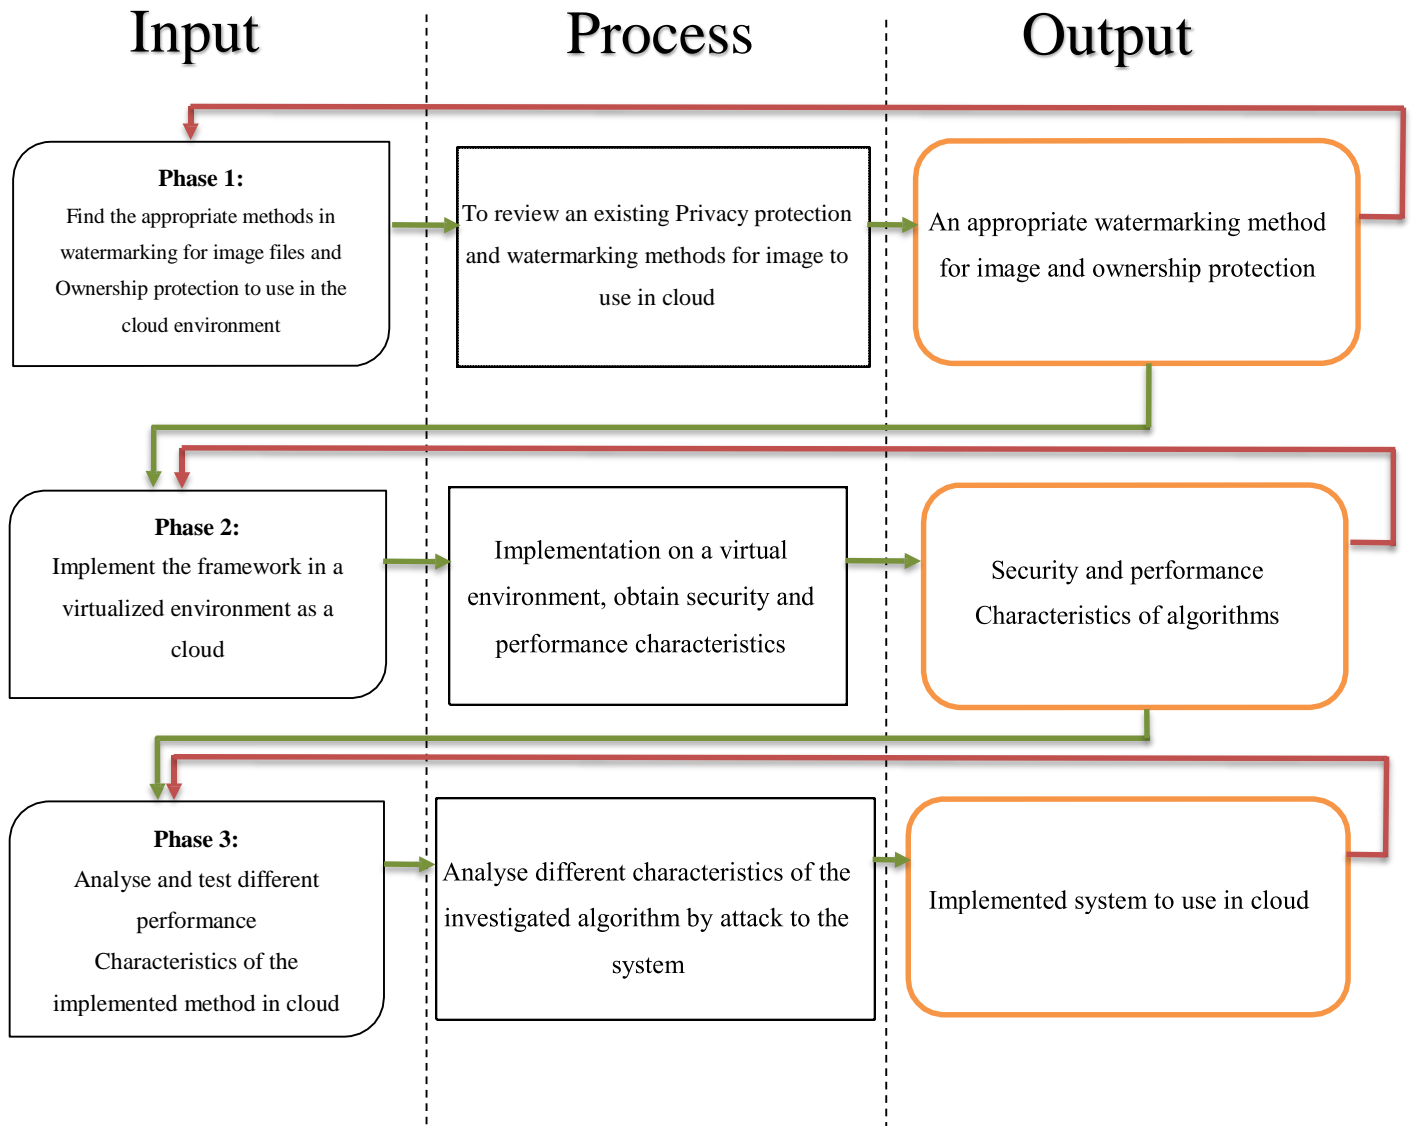 Input
Process
Output
Phase 1:
Find the appropriate methods in
watermarking for image files and
Ownership protection to use in the
cloud environment
To review an existing Privacy protection
and watermarking methods for image to
use in cloud
An appropriate watermarking method
for image and ownership protection
Phase 2:
Implement the framework in a
virtualized environment as a
cloud
Implementation on a virtual
environment, obtain security and
performance characteristics
Security and performance
Characteristics of algorithms
Phase 3:
Analyse and test different
performance
Characteristics of the
implemented method in cloud
Analyse different characteristics of the
investigated algorithm by attack to the
system
Implemented system to use in cloud